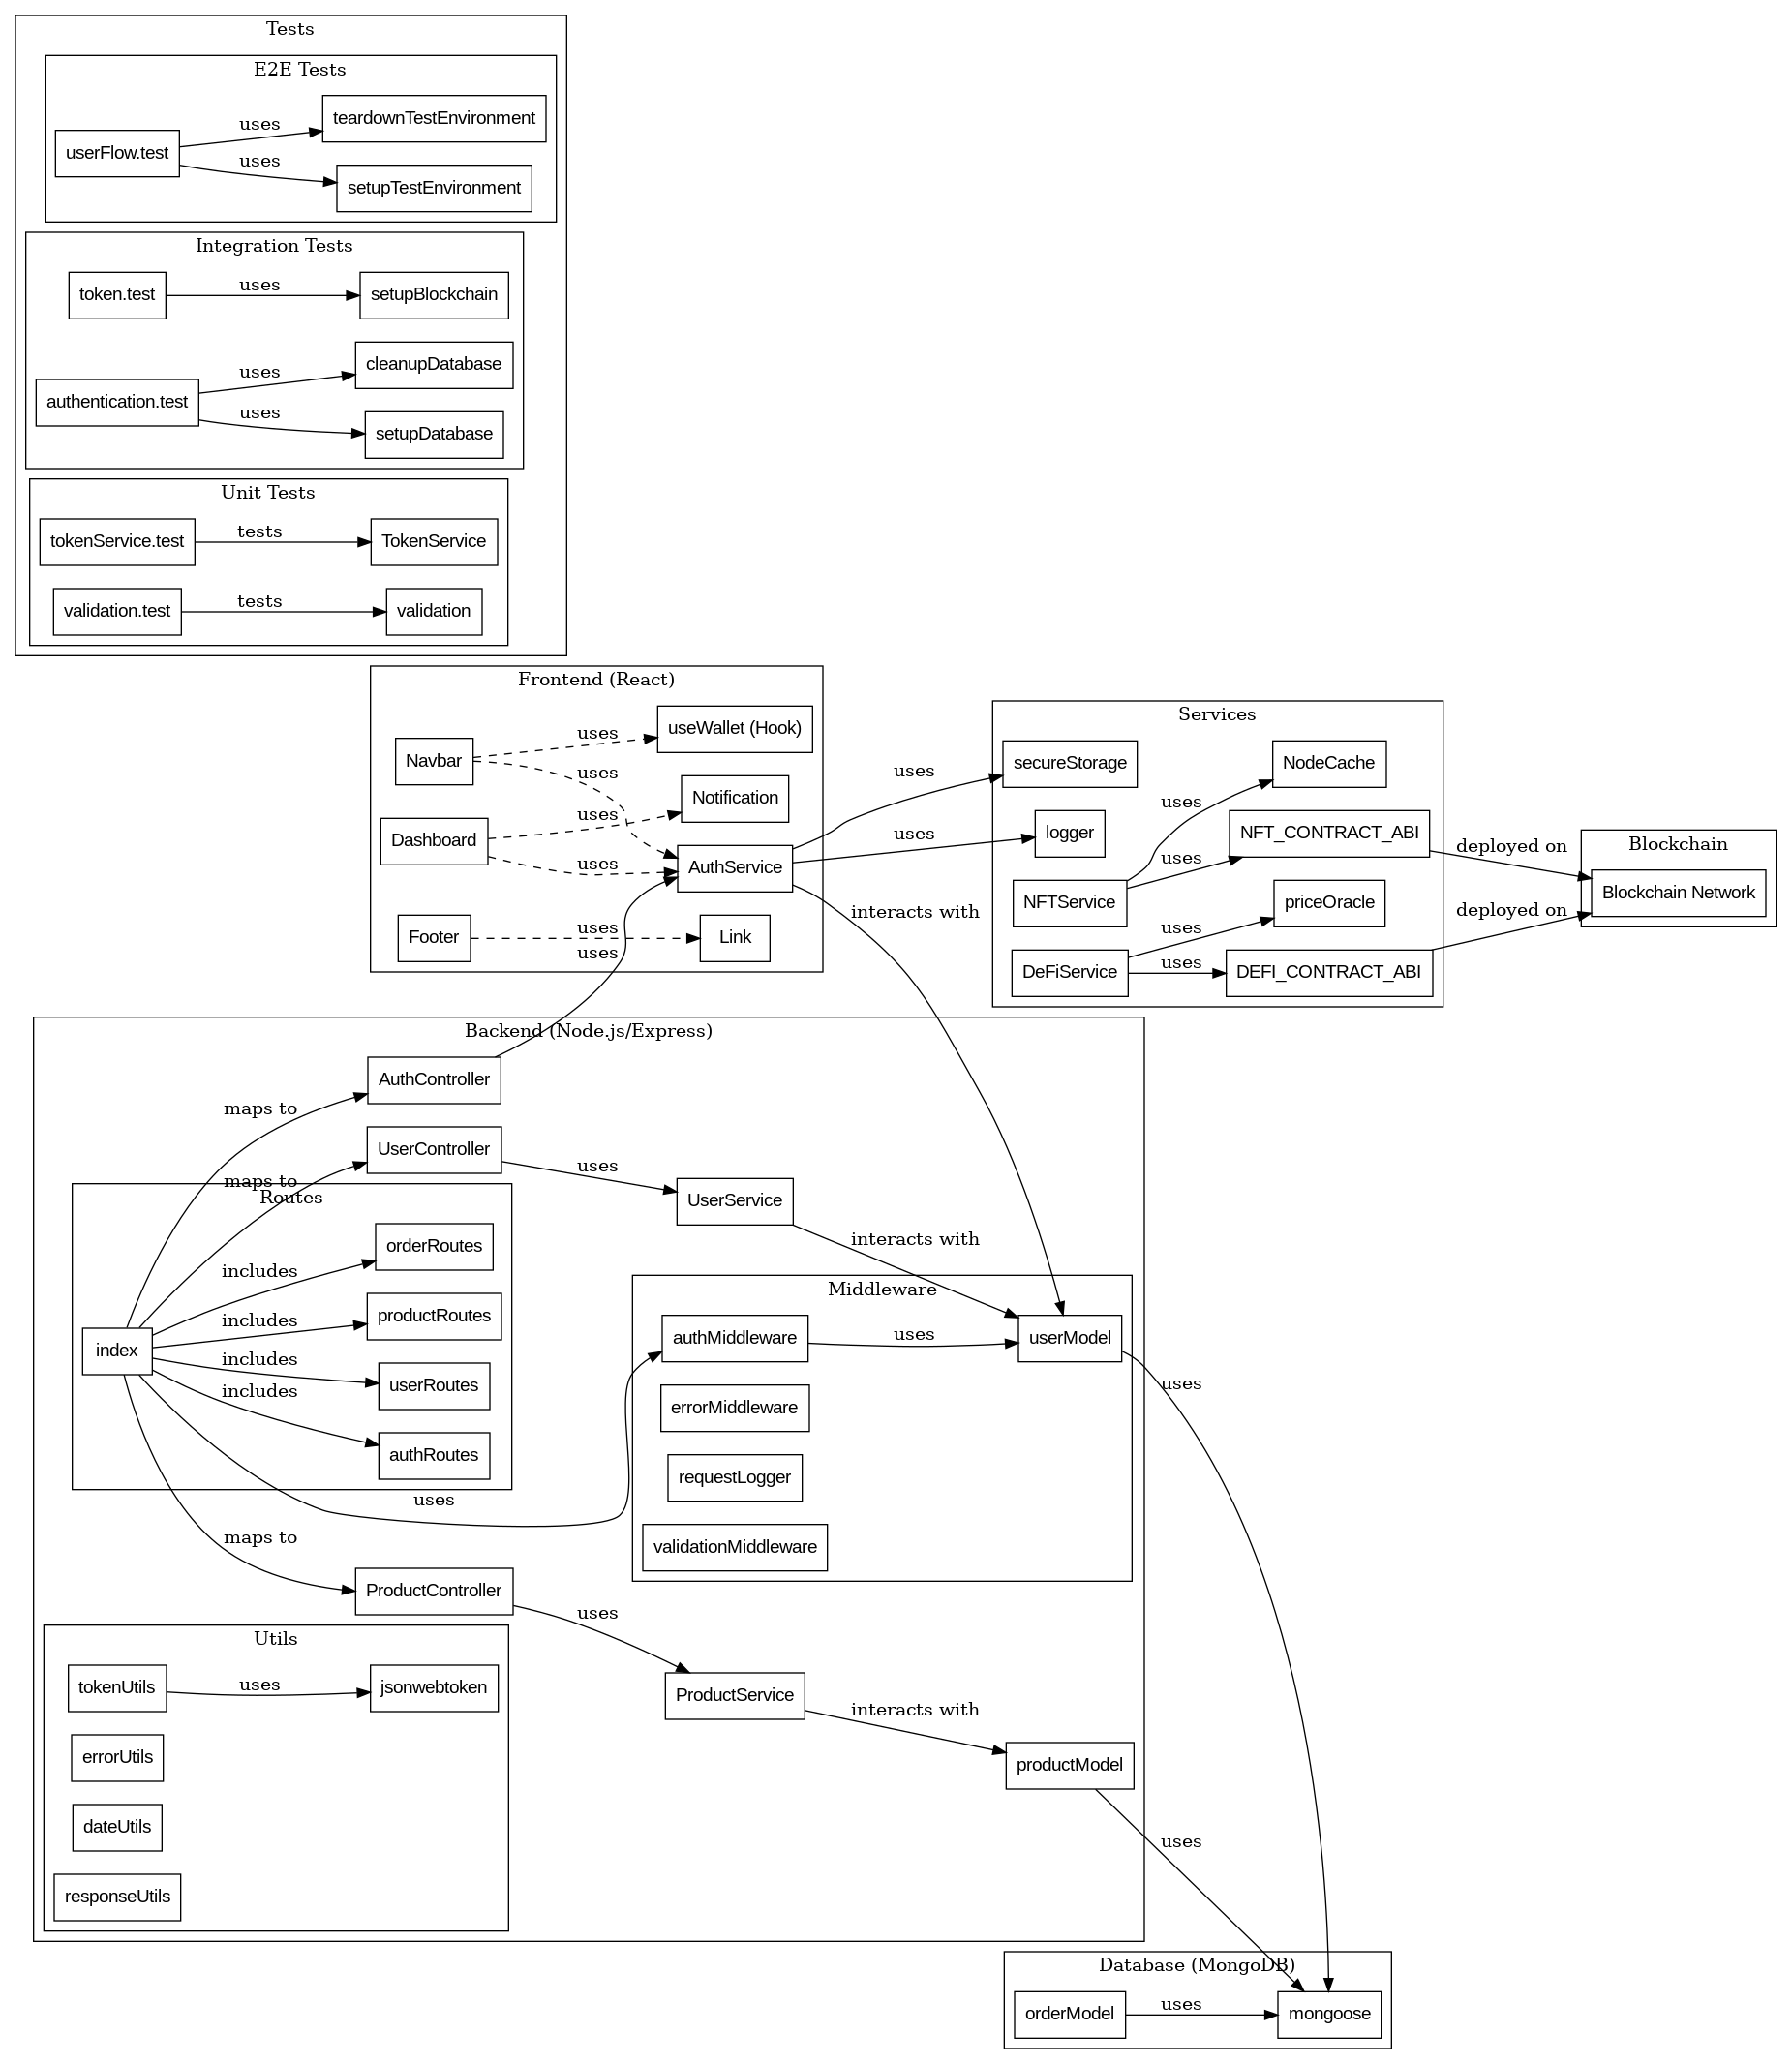 Tests
E2E Tests
userFlow.test
uses
teardownTestEnvironment
uses
setupTestEnvironment
Integration Tests
token.test
uses
setupBlockchain
authentication.test
uses
cleanupDatabase
uses
setupDatabase
Unit Tests
tokenService.test
tests
TokenService
validation.test
tests
validation
Frontend (React)
Navbar
uses
useWallet (Hook)
uses
Dashboard
uses
Notification
uses
AuthService
Footer
uses
Link
uses
uses
uses
interacts with
Services
secureStorage
NodeCache
logger
uses
NFT_CONTRACT_ABI
NFTService
uses
priceOracle
uses
DeFiService
uses
DEFI_CONTRACT_ABI
deployed on
deployed on
Blockchain
Blockchain Network
Backend (Node.js/Express)
AuthController
maps to
UserController
maps to
uses
UserService
interacts with
Routes
orderRoutes
includes
productRoutes
includes
index
includes
userRoutes
includes
authRoutes
uses
maps to
Middleware
authMiddleware
uses
userModel
errorMiddleware
requestLogger
validationMiddleware
uses
ProductController
uses
ProductService
interacts with
productModel
uses
Utils
tokenUtils
uses
jsonwebtoken
errorUtils
dateUtils
responseUtils
Database (MongoDB)
orderModel
uses
mongoose